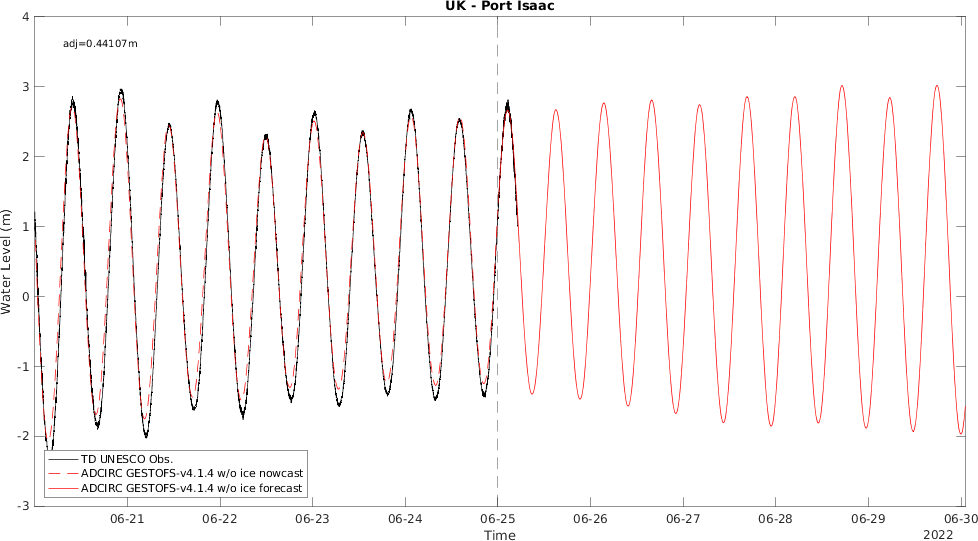 UK - Port Isaac
adj=0.44107m
Water Level (m)
4
3
2
1
0
-1
-2
-3
TD UNESCO Obs.
ADCIRC GESTOFS-v4.1.4 w/o ice nowcast
ADCIRC GESTOFS-v4.1.4 w/o ice forecast
06-21 06-22 06-23 06-24 06-25 06-26 06-27 06-28 06-29 06-30
Time
2022